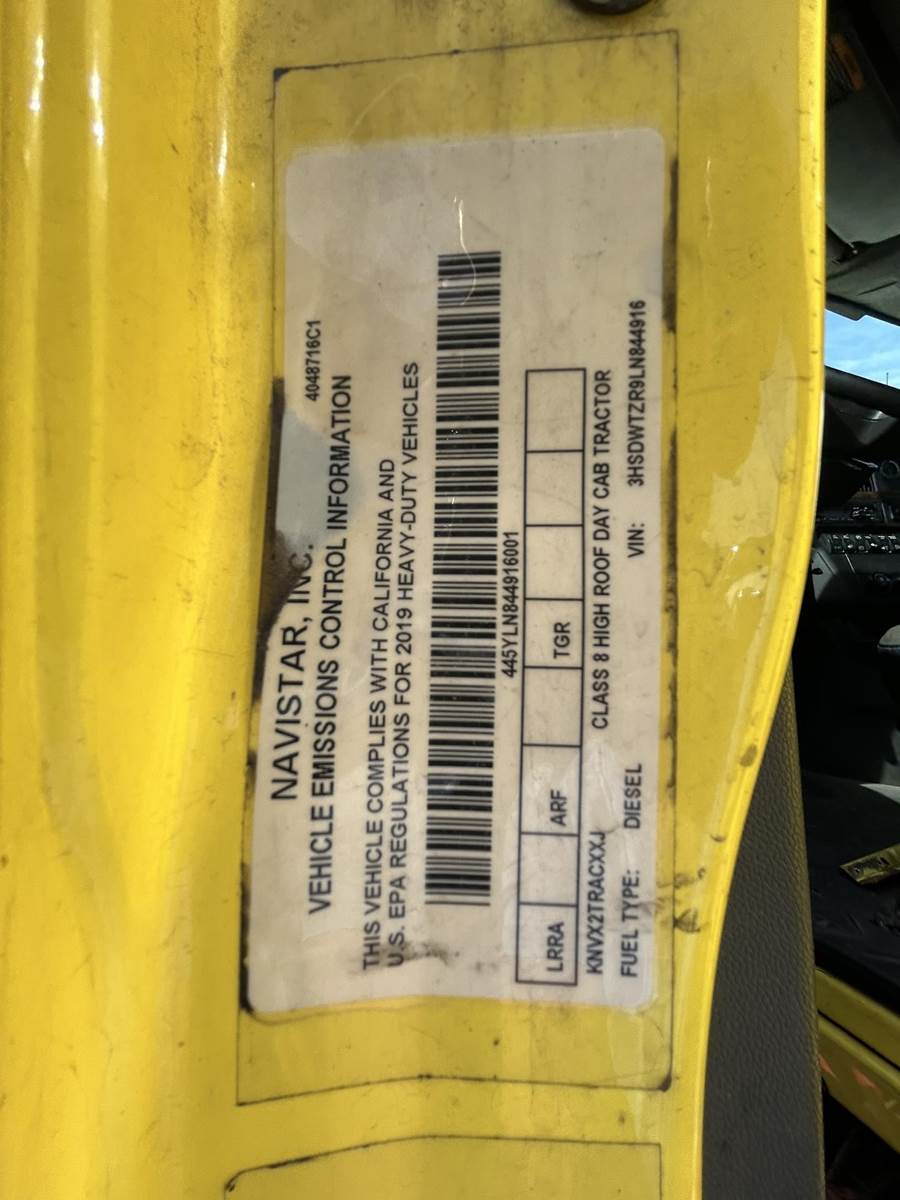 4048716C1
NAVISTAR, INC.
VEHICLE EMISSIONS CONTROL INFORMATION
THIS VEHICLE COMPLIES WITH CALIFORNIA AND
U.S. EPA REGULATIONS FOR 2019 HEAVY-DUTY VEHICLES
445YLN844916001
LRRA ARF TGR
KNVX2TRACXXJ CLASS 8 HIGH ROOF DAY CAB TRACTOR
FUEL TYPE: DIESEL VIN: 3HSDWTZR9LN844916